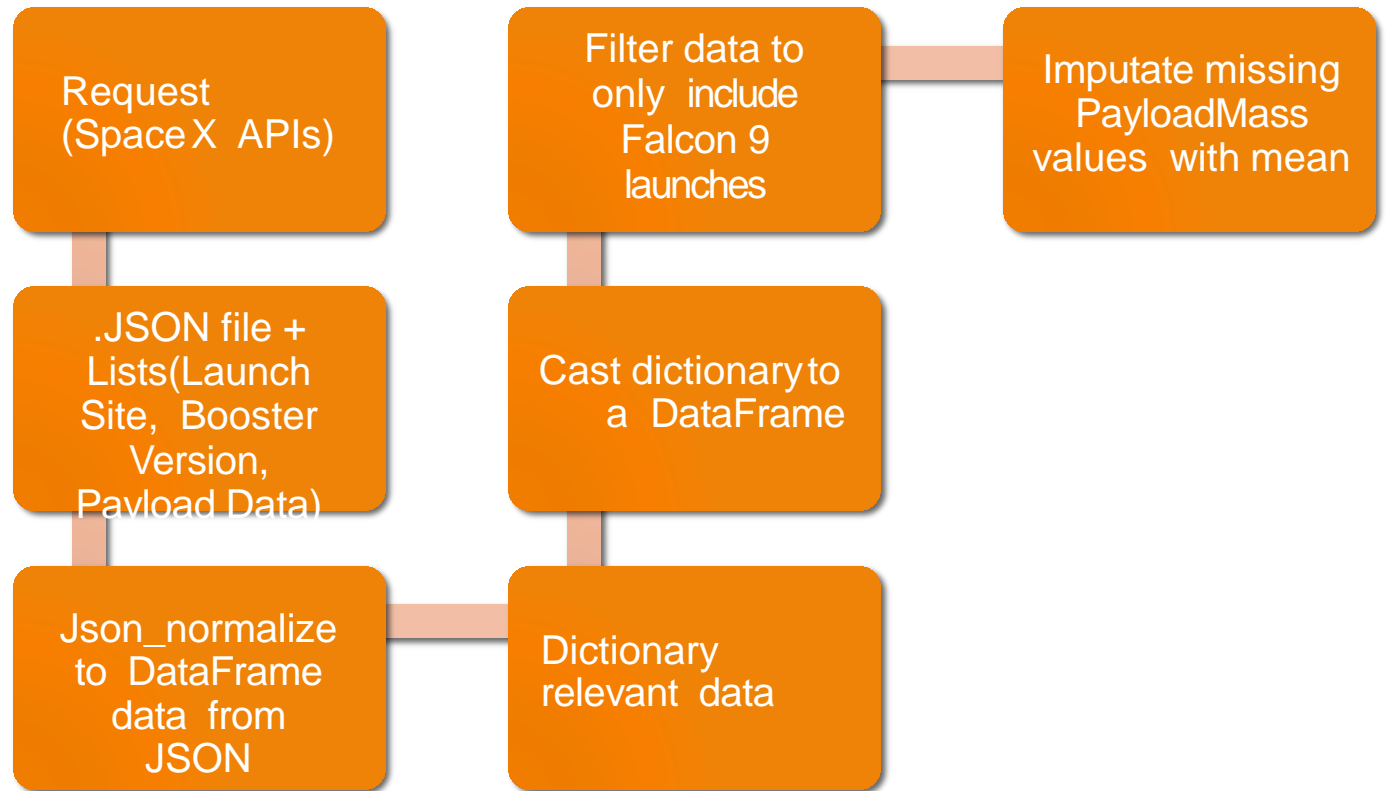 Request
(Space X APIs)
.JSON file +
Lists(Launch
Site, Booster
Version,
Payload Data)
Json_normalize
to DataFrame
data from
JSON
Dictionary
relevant data
Cast dictionary to
a DataFrame
Filter data to
only include
Falcon 9
launches
Imputate missing
PayloadMass
values with mean